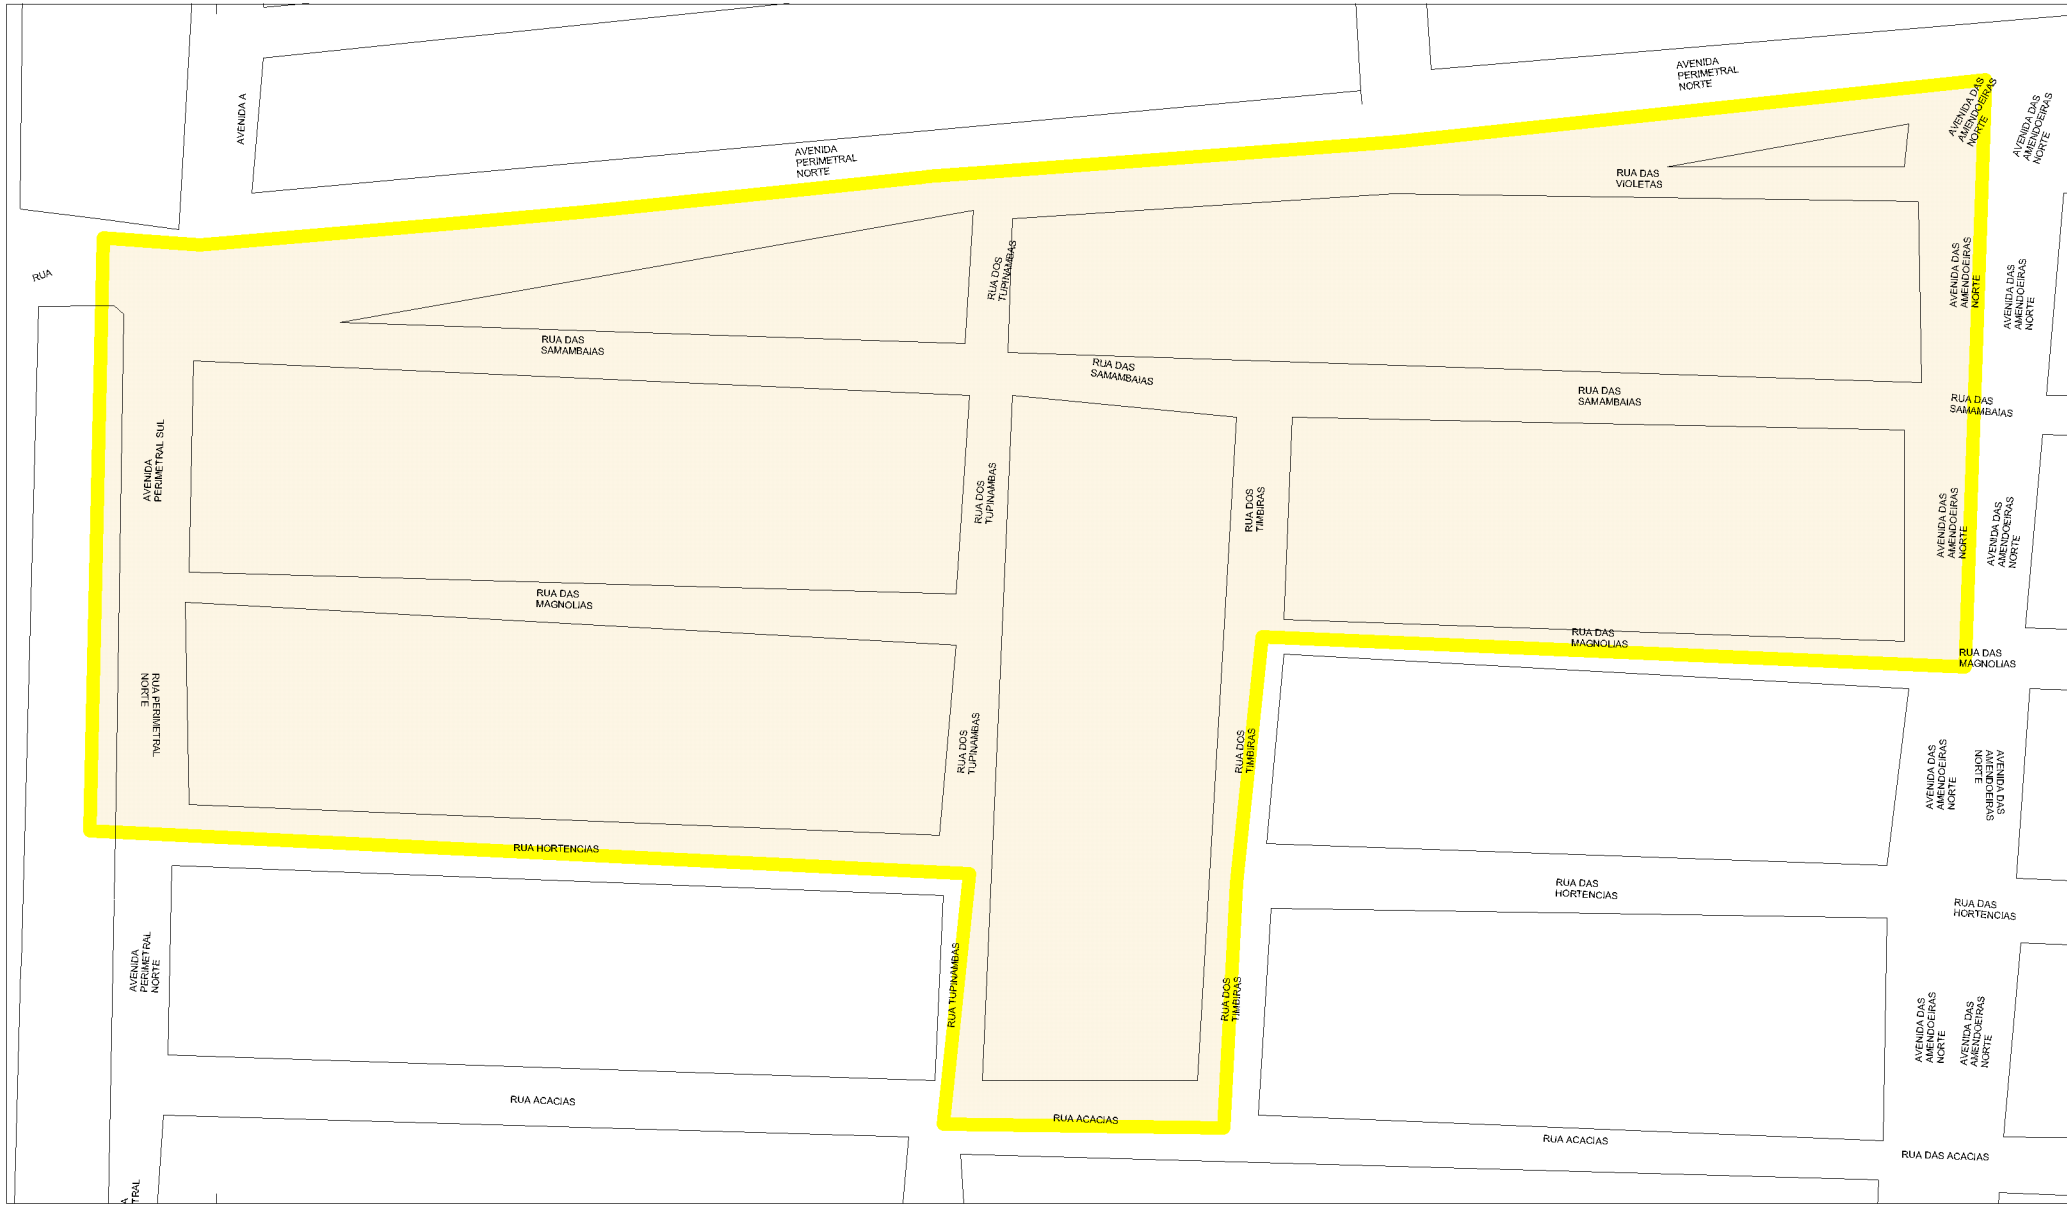 AVENIDA
PERIMETRAL
NORTE
AVENIDA DAS
AMENDOEIRAS
NORTE
AVENIDA DAS
AMENDOEIRAS
NORTE
AVENIDA A
AVENIDA
PERIMETRAL
NORTE
RUA DAS
VIOLETAS
RUA
RUA DOS
TUPINAMBAS
AVENIDA DAS
AMENDOEIRAS
NORTE
AVENIDA DAS
AMENDOEIRAS
NORTE
RUA DAS
SAMAMBAIAS
RUA DAS
SAMAMBAIAS
RUA DAS
SAMAMBAIAS
RUA DAS
SAMAMBAIAS
AVENIDA
PERIMETRAL SUL
RUA DOS
TUPINAMBAS
RUA DOS
TIMBIRAS
AVENIDA DAS
AMENDOEIRAS
NORTE
AVENIDA DAS
AMENDOEIRAS
NORTE
RUA DAS
MAGNOLIAS
RUA DAS
MAGNOLIAS
RUA DAS
MAGNOLIAS
RUA PERIMETRAL
NORTE
RUA DOS
TUPINAMBAS
RUA DOS
TIMBIRAS
AVENIDA DAS
AMENDOEIRAS
NORTE
AVENIDA DAS
AMENDOEIRAS
NORTE
RUA HORTENCIAS
RUA DAS
HORTENCIAS
RUA DAS
HORTENCIAS
AVENIDA
PERIMETRAL
NORTE
RUA TUPINAMBAS
RUA DOS
TIMBIRAS
AVENIDA DAS
AMENDOEIRAS
NORTE
AVENIDA DAS
AMENDOEIRAS
NORTE
RUA ACACIAS
RUA ACACIAS
RUA ACACIAS
RUA DAS ACACIAS